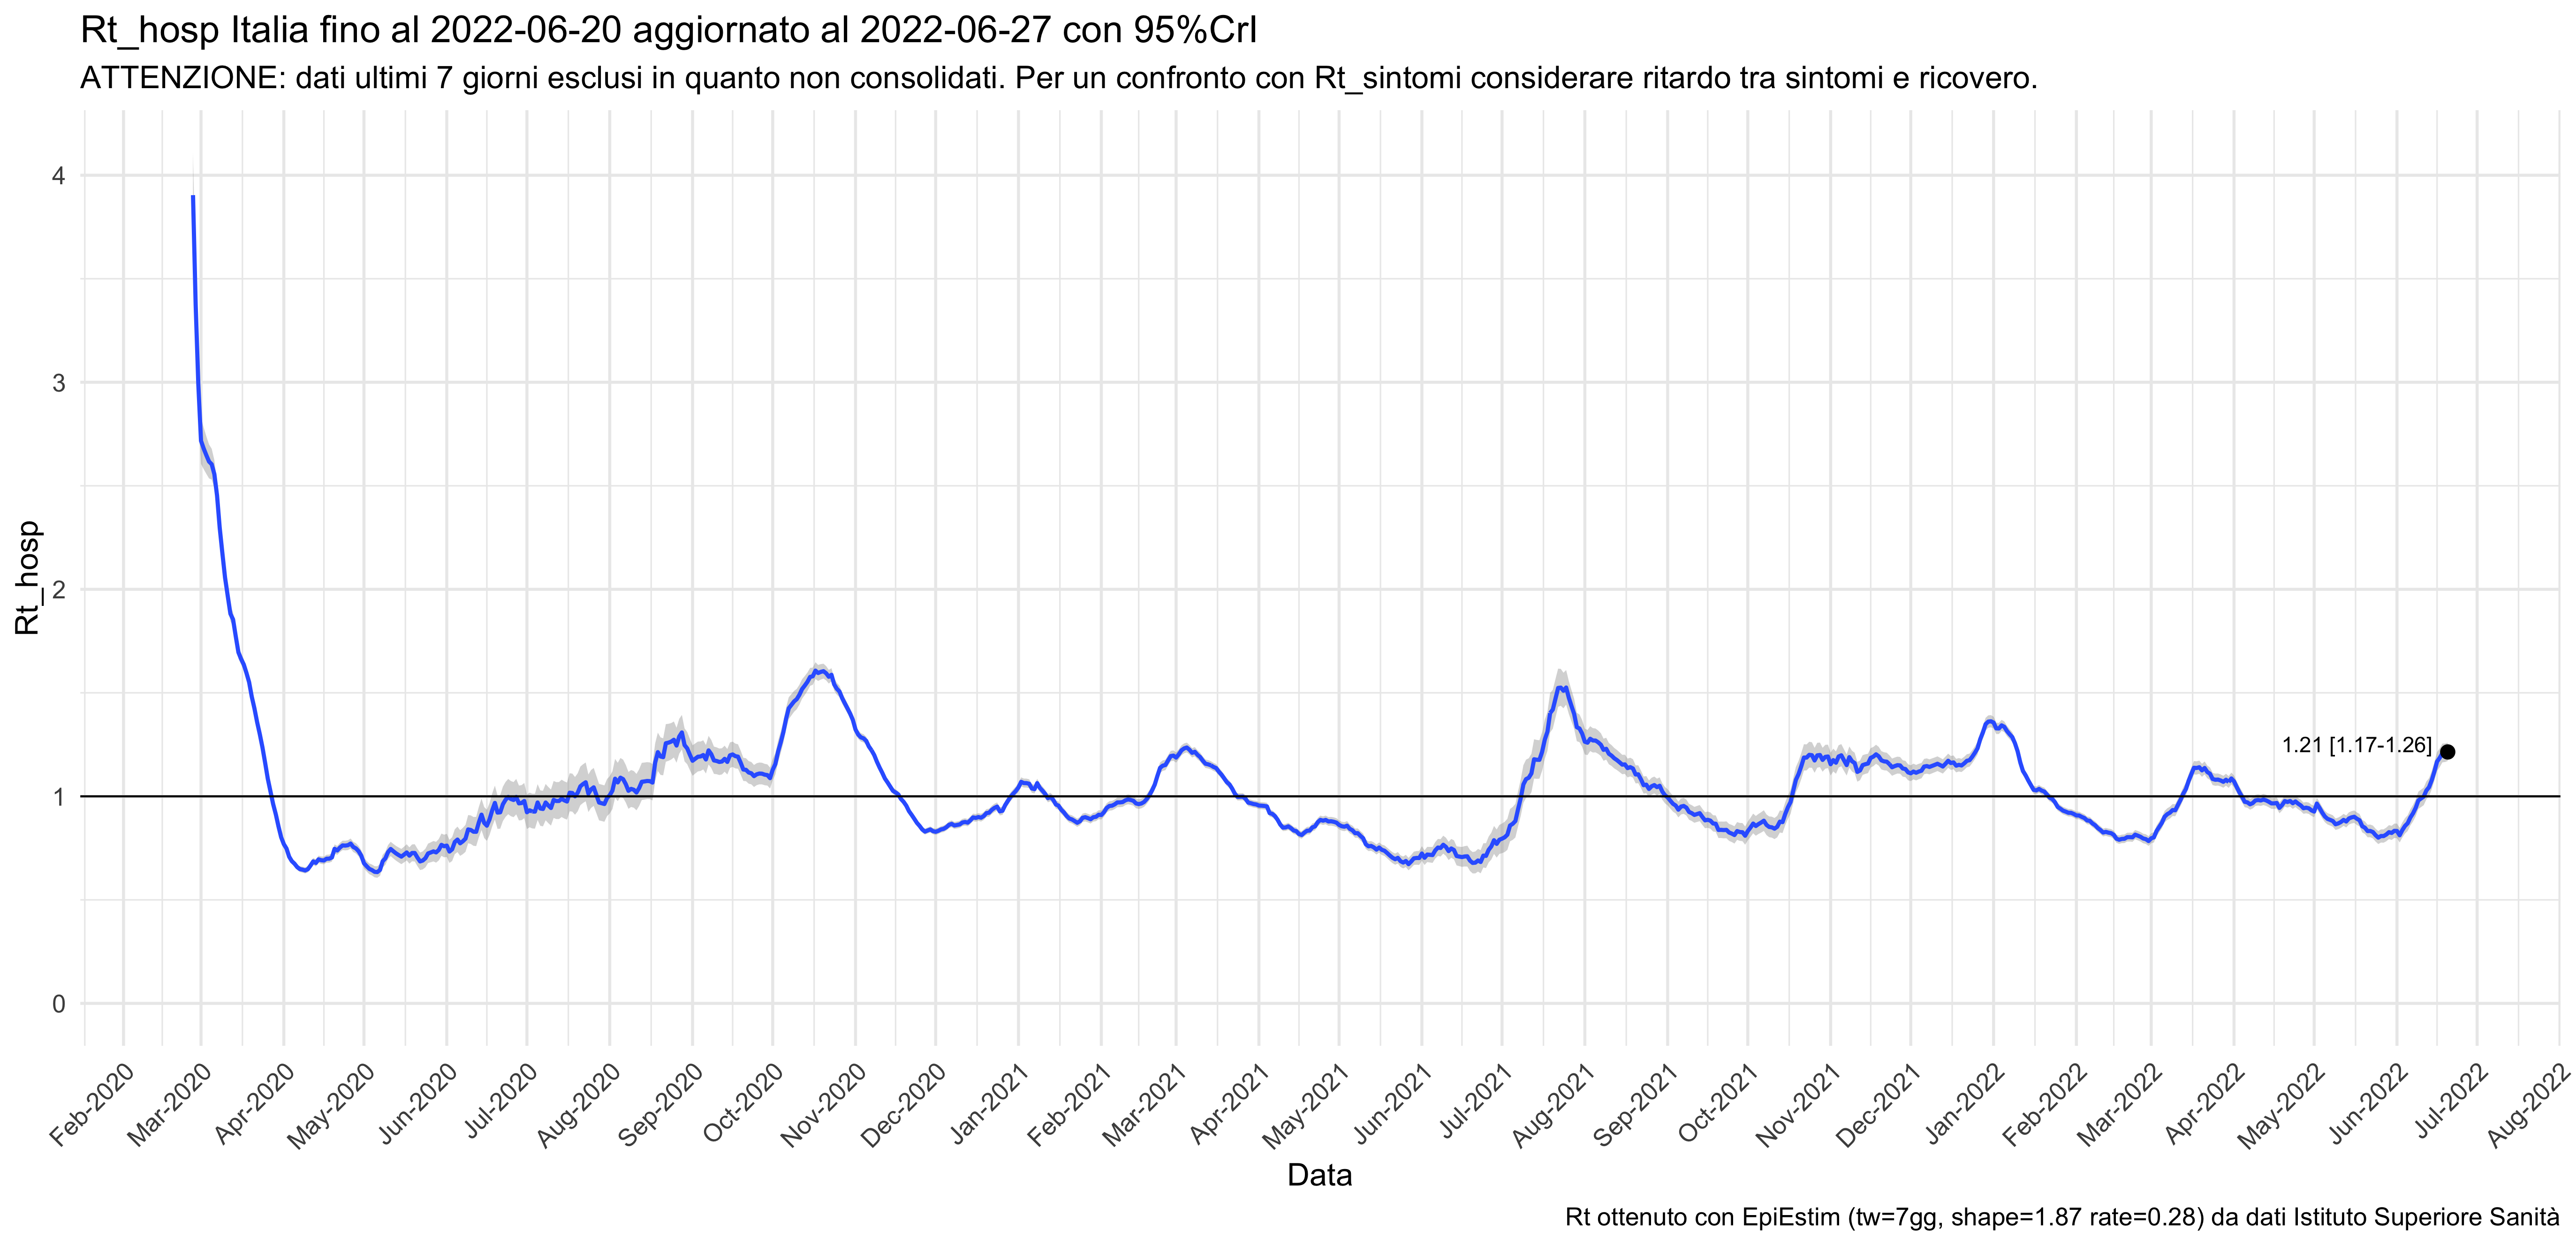 Rt_hosp Italia fino al 2022-06-20 aggiornato al 2022-06-27 con 95%CrI
ATTENZIONE: dati ultimi 7 giorni esclusi in quanto non consolidati. Per un confronto con Rt_sintomi considerare ritardo tra sintomi e ricovero.
Rt_hosp
4
3
2
1
0
1.21 [1.17-1.26]
Feb-2020
Mar-2020
Apr-2020
May-2020
Jun-2020
Jul-2020
Aug-2020
Sep-2020
Oct-2020
Nov-2020
Dec-2020
Jan-2021
Feb-2021
Mar-2021
Apr-2021
May-2021
Jun-2021
Jul-2021
Aug-2021
Sep-2021
Oct-2021
Nov-2021
Dec-2021
Jan-2022
Feb-2022
Mar-2022
Apr-2022
May-2022
Jun-2022
Jul-2022
Aug-2022
Data
Rt ottenuto con EpiEstim (tw=7gg, shape=1.87 rate=0.28) da dati Istituto Superiore Sanità